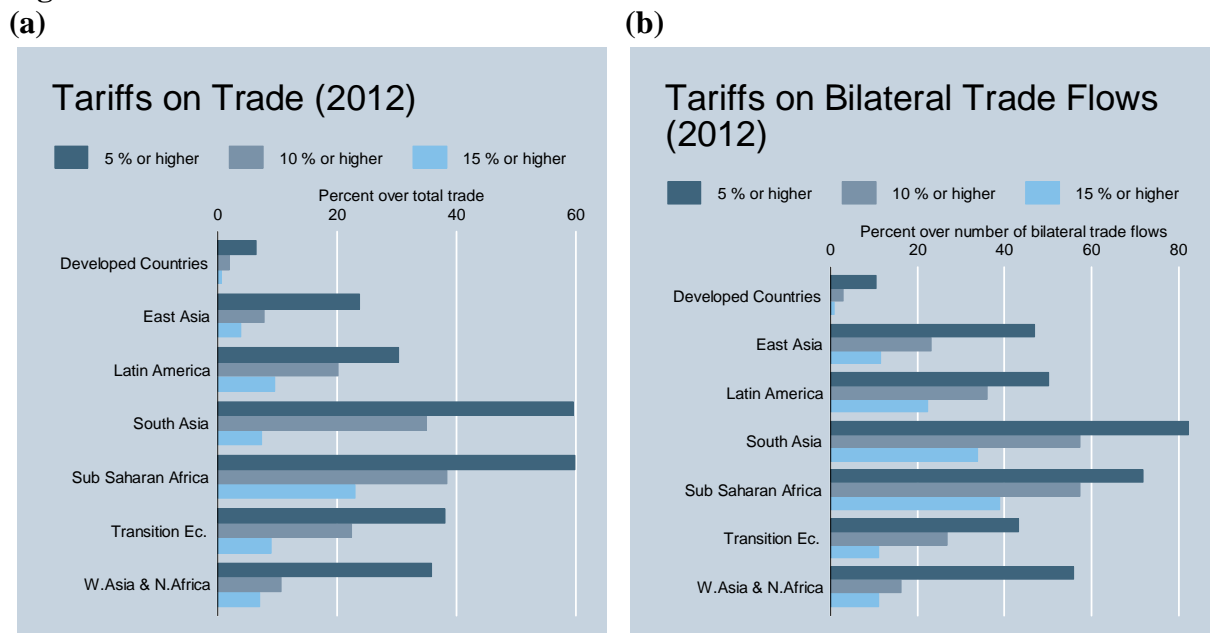 (a)
Tariffs on Trade (2012)
5 % or higher 10 % or higher 15 % or higher
Percent over total trade
0 20 40 60
Developed Countries
East Asia
Latin America
South Asia
Sub Saharan Africa
Transition Ec.
W.Asia & N.Africa
(b)
Tariffs on Bilateral Trade Flows
(2012)
5 % or higher 10 % or higher 15 % or higher
Percent over number of bilateral trade flows
0 20 40 60 80
Developed Countries
East Asia
Latin America
South Asia
Sub Saharan Africa
Transition Ec.
W.Asia & N.Africa